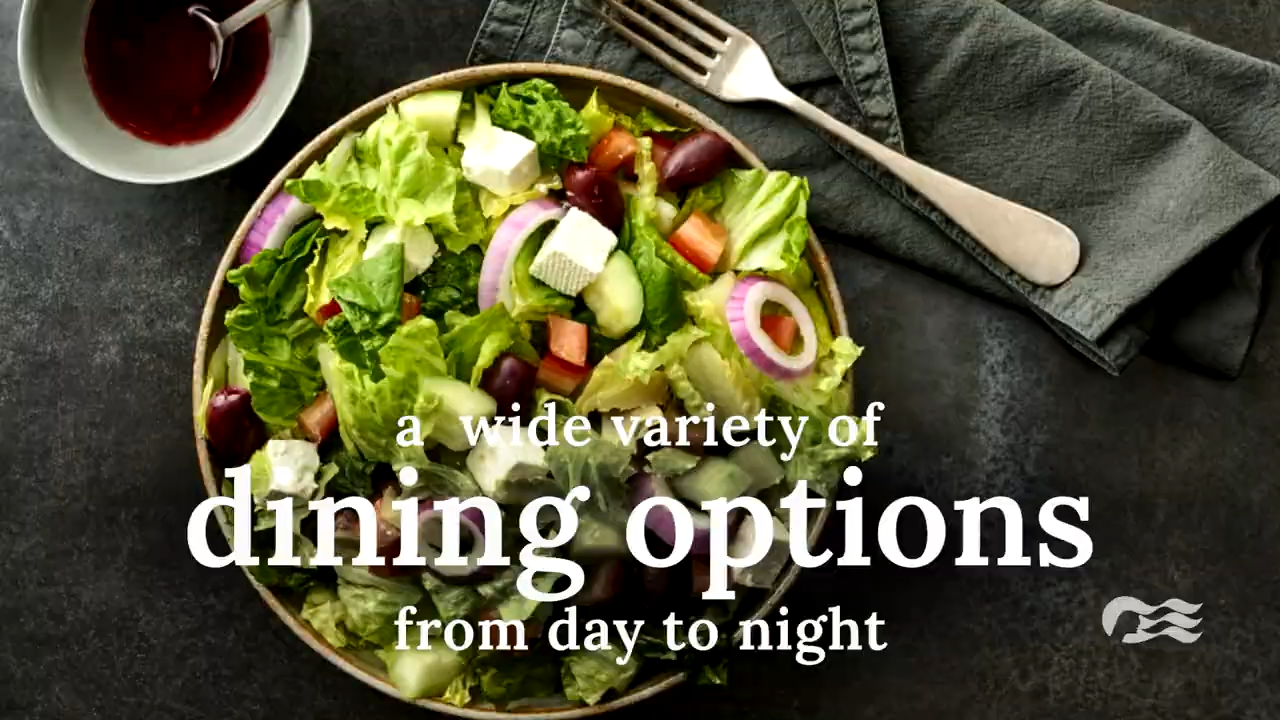 a wide variety of
dining options
from day to night